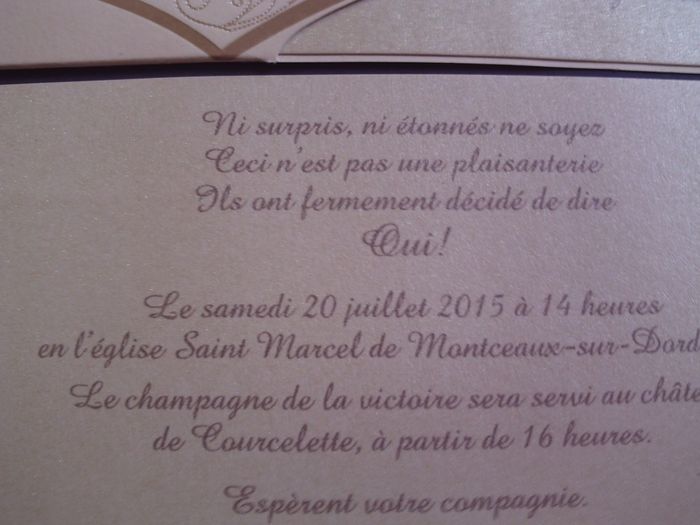 Ni surpris, ni étonnés ne soyez
Ceci n'est pas une plaisanterie
Ils ont fermement décidé de dire
Oui!
Le samedi 20 juillet 2015 à 14 heures
en l'église Saint Marcel de Montceaux-sur-Dord
Le champagne de la victoire sera servi au châte
de Courcelette, à partir de 16 heures.
Espèrent votre compagnie.